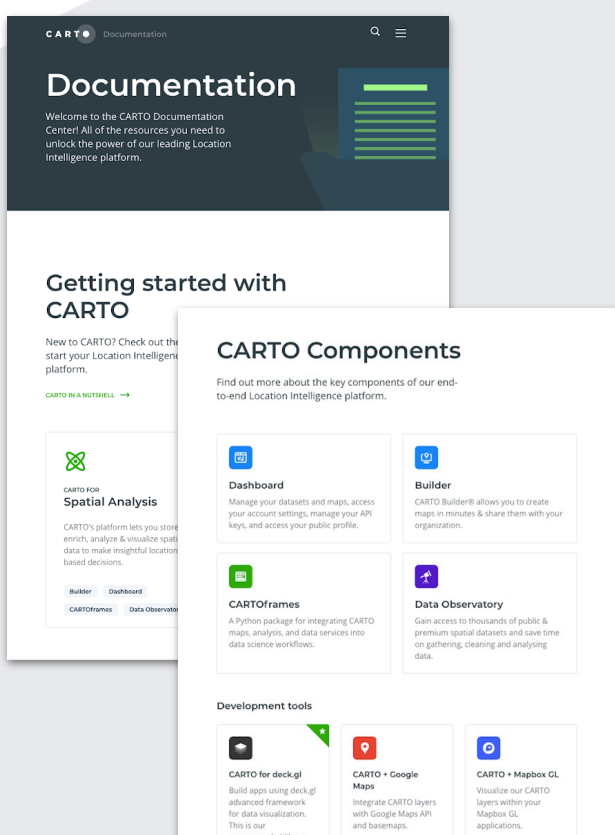 CARTO Documentation
Documentation
Welcome to the CARTO Documentation
Center! All of the resources you need to
unlock the power of our leading Location
Intelligence platform.
Getting started with
CARTO
New to CARTO? Check out the
start your Location
platform.
CARTO IN A NUTSHELL →
CARTO FOR
Spatial Analysis
CARTO's platform lets you store
enrich, analyze & visualize
data to make insightful location
based decisions.
Builder Dashboard
CARTOframes Data
CARTO Components
Find out more about the key components of our end-
to-end Location Intelligence platform.
Dashboard
Manage your datasets and maps, access
your account settings, manage your API
keys, and access your public profile.
Builder
CARTO Builder® allows you to create
maps in minutes & share them with your
organization.
CARTOframes
A Python package for integrating CARTO
maps, analysis, and data services into
data science workflows.
Data Observatory
Gain access to thousands of public &
premium spatial datasets and save time
on gathering, cleaning and analysing
data.
Development tools
CARTO for deck.gl
Build apps using deck.gl
advanced framework
for data visualization.
This is our
CARTO + Google
Maps
Integrate CARTO layers
with Google Maps API
and basemaps.
CARTO + Mapbox GL
Visualize our CARTO
layers within your
Mapbox GL
applications.